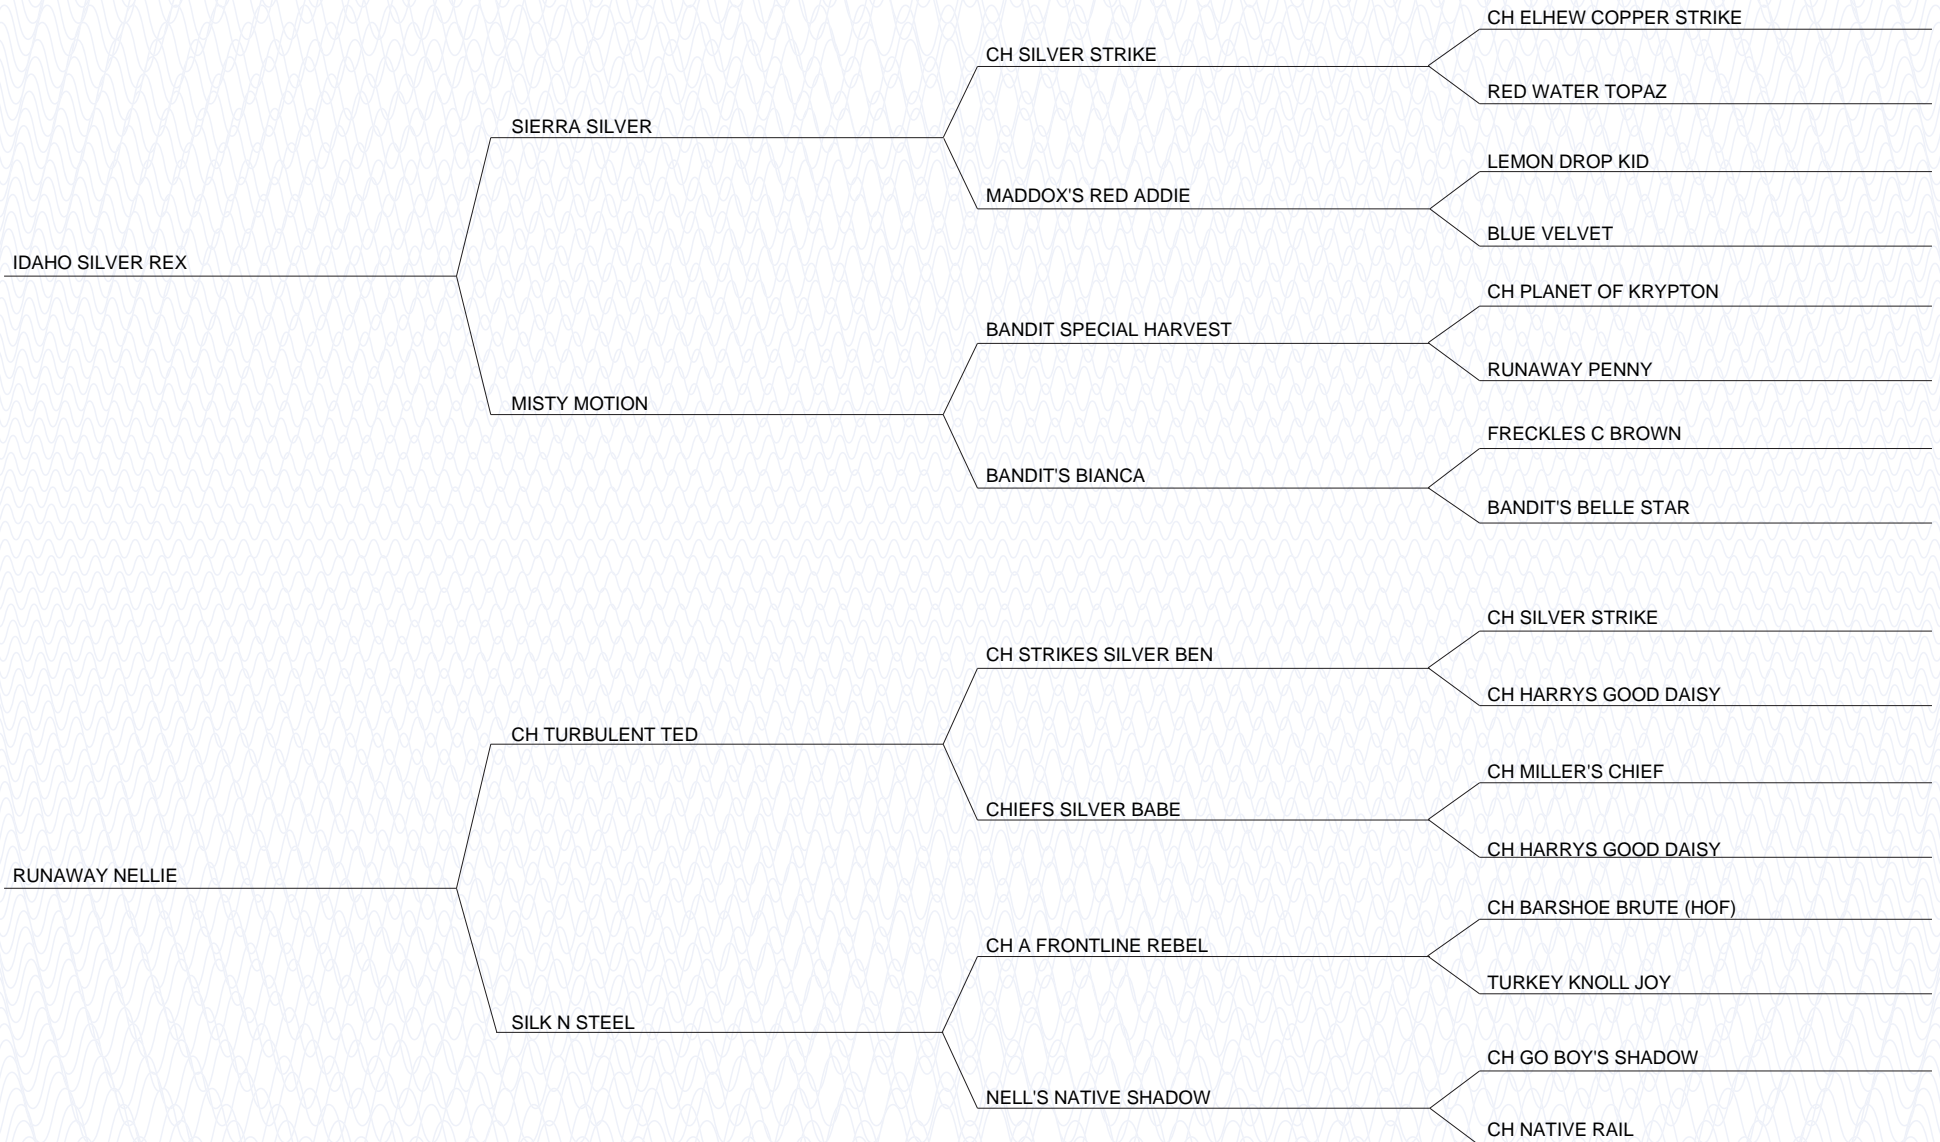 CH ELHEW COPPER STRIKE
CH SILVER STRIKE
RED WATER TOPAZ
SIERRA SILVER
LEMON DROP KID
MADDOX'S RED ADDIE
BLUE VELVET
IDAHO SILVER REX
CH PLANET OF KRYPTON
BANDIT SPECIAL HARVEST
RUNAWAY PENNY
MISTY MOTION
FRECKLES C BROWN
BANDIT'S BIANCA
BANDIT'S BELLE STAR
CH SILVER STRIKE
CH STRIKES SILVER BEN
CH HARRYS GOOD DAISY
CH TURBULENT TED
CH MILLER'S CHIEF
CHIEFS SILVER BABE
CH HARRYS GOOD DAISY
RUNAWAY NELLIE
CH BARSHOE BRUTE (HOF)
CH A FRONTLINE REBEL
TURKEY KNOLL JOY
SILK N STEEL
CH GO BOY'S SHADOW
NELL'S NATIVE SHADOW
CH NATIVE RAIL